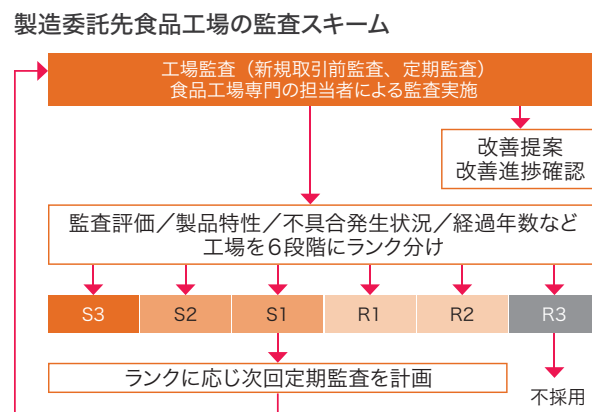 製造委託先食品工場の監査スキーム
工場監査（新規取引前監査、定期監査）
食品工場専門の担当者による監査実施
改善提案
改善進捗確認
監査評価／製品特性／不具合発生状況／経過年数など
工場を6段階にランク分け
S3 S2 S1 R1 R2 R3
ランクに応じ次回定期監査を計画
不採用